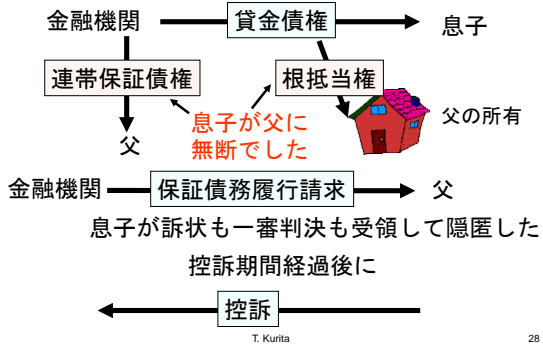 金融機関 貸金債権 息子
連帯保証債権 根抵当権
息子が父に
無断でした
父の所有
父
金融機関 保証債務履行請求 父
息子が訴状も一審判決も受領して隠匿した
控訴期間経過後に
控訴
T. Kurita 28